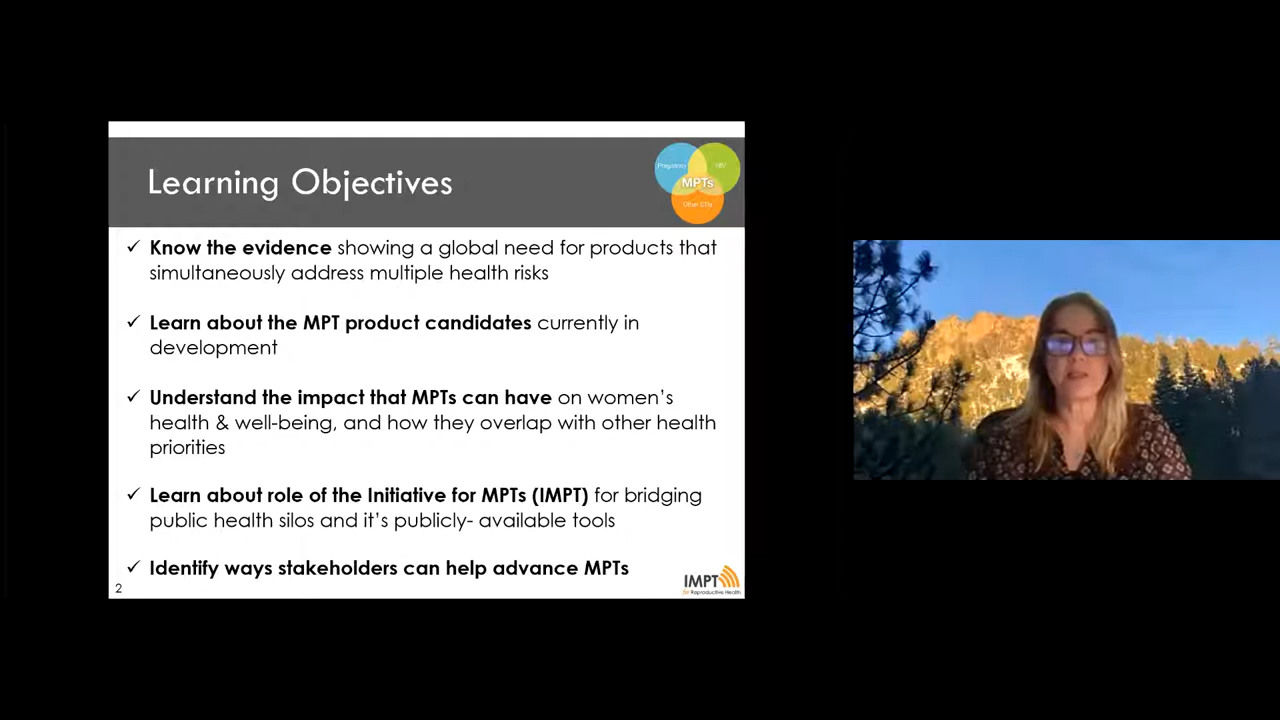 Learning Objectives
Pregnancy
HIV
MPTs
Other STIs
✓ Know the evidence showing a global need for products that
simultaneously address multiple health risks
✓ Learn about the MPT product candidates currently in
development
✓ Understand the impact that MPTs can have on women's
health & well-being, and how they overlap with other health
priorities
✓ Learn about role of the Initiative for MPTs (IMPT) for bridging
public health silos and it's publicly- available tools
✓ Identify ways stakeholders can help advance MPTs
2
IMPT
for Reproductive Health